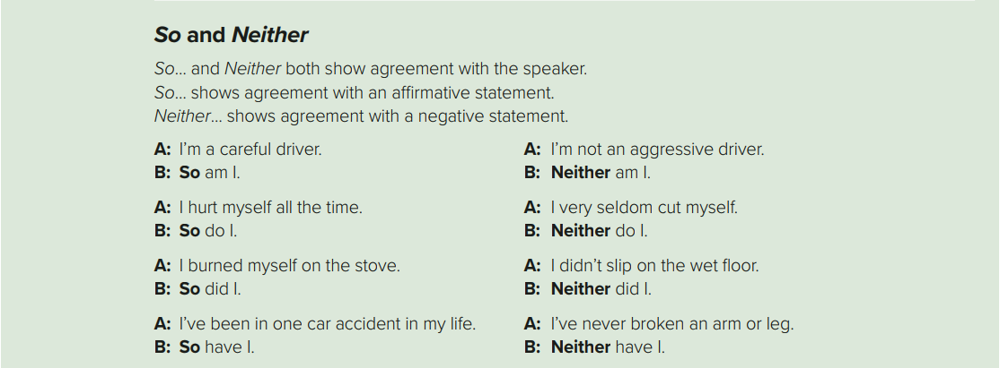 So and Neither
So... and Neither both show agreement with the speaker.
So... shows agreement with an affirmative statement.
Neither... shows agreement with a negative statement.
A: I'm a careful driver.
B: So am I.
A: I hurt myself all the time.
B: So do I.
A: I burned myself on the stove.
B: So did I.
A: I've been in one car accident in my life.
B: So have I.
A: I'm not an aggressive driver.
B: Neither am I.
A: I very seldom cut myself.
B: Neither do I.
A: I didn't slip on the wet floor.
B: Neither did I.
A: I've never broken an arm or leg.
B: Neither have I.